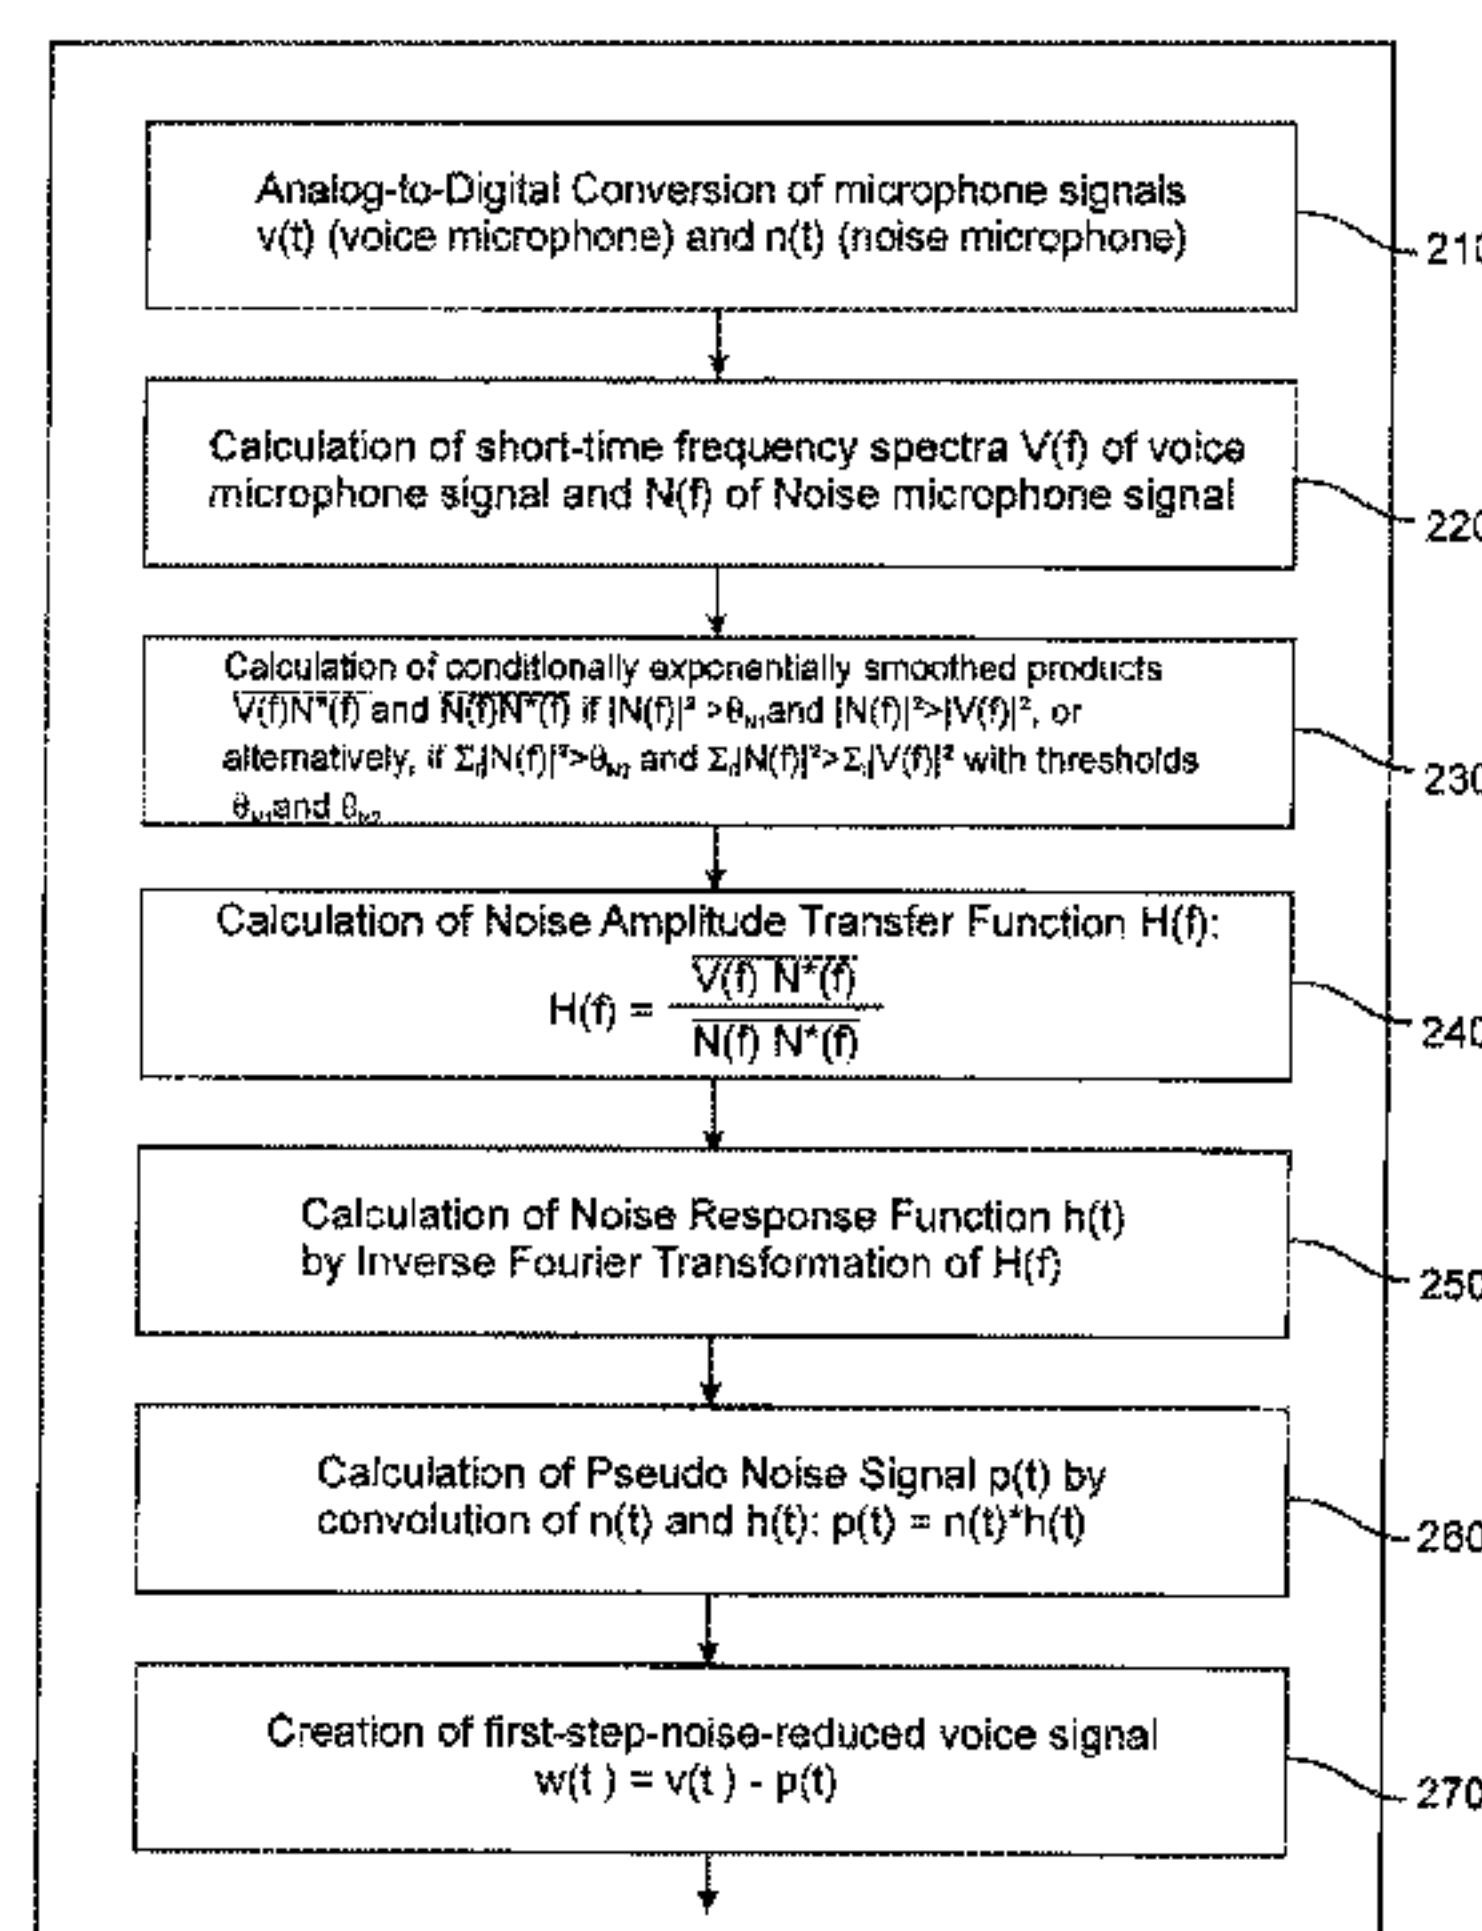 Analog-to-Digital Conversion of microphone signals
v(t) (voice microphone) and n(t) (noise microphone)
210
Calculation of short-time frequency spectra V(f) of voice
microphone signal and N(f) of Noise microphone signal
220
Calculation of conditionally exponentially smoothed products
V(f)N*(f) and N(f)N*(f) if |N(f)|² >θN1and |N(f)|²>|V(f)|², or
alternatively, if Σf|N(f)|²>θN2 and Σf|N(f)|²>Σf|V(f)|² with thresholds
θN1and θN2
230
Calculation of Noise Amplitude Transfer Function H(f):
V(f) N*(f)
H(f) =
N(f) N*(f)
240
Calculation of Noise Response Function h(t)
by Inverse Fourier Transformation of H(f)
250
Calculation of Pseudo Noise Signal p(t) by
convolution of n(t) and h(t): p(t) = n(t)*h(t)
260
Creation of first-step-noise-reduced voice signal
w(t ) = v(t ) - p(t)
270